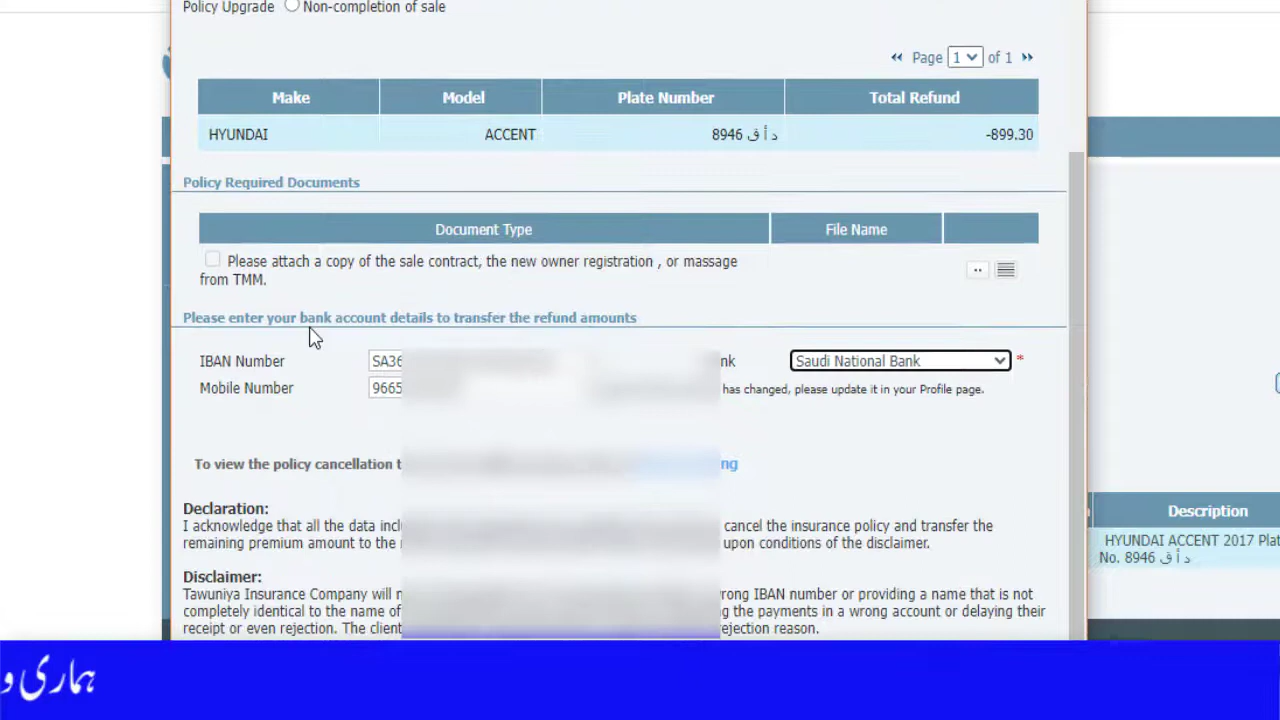 Policy Upgrade Non-completion of sale
Page 1 of 1
Make Model Plate Number Total Refund
HYUNDAI ACCENT 8946 د أ ق -899.30
Policy Required Documents
Document Type File Name
Please attach a copy of the sale contract, the new owner registration , or massage
from TMM.
Please enter your bank account details to transfer the refund amounts
IBAN Number SA36 Saudi National Bank *
Mobile Number 9665 has changed, please update it in your Profile page.
To view the policy cancellation
Declaration:
I acknowledge that all the data cancel the insurance policy and transfer the
remaining premium amount to the upon conditions of the disclaimer.
Description
HYUNDAI ACCENT 2017
No. 8946 د أ ق
Disclaimer:
Tawuniya Insurance Company will IBAN number or providing a name that is not
completely identical to the name of the payments in a wrong account or delaying their
receipt or even rejection. The rejection reason.
ہماری و